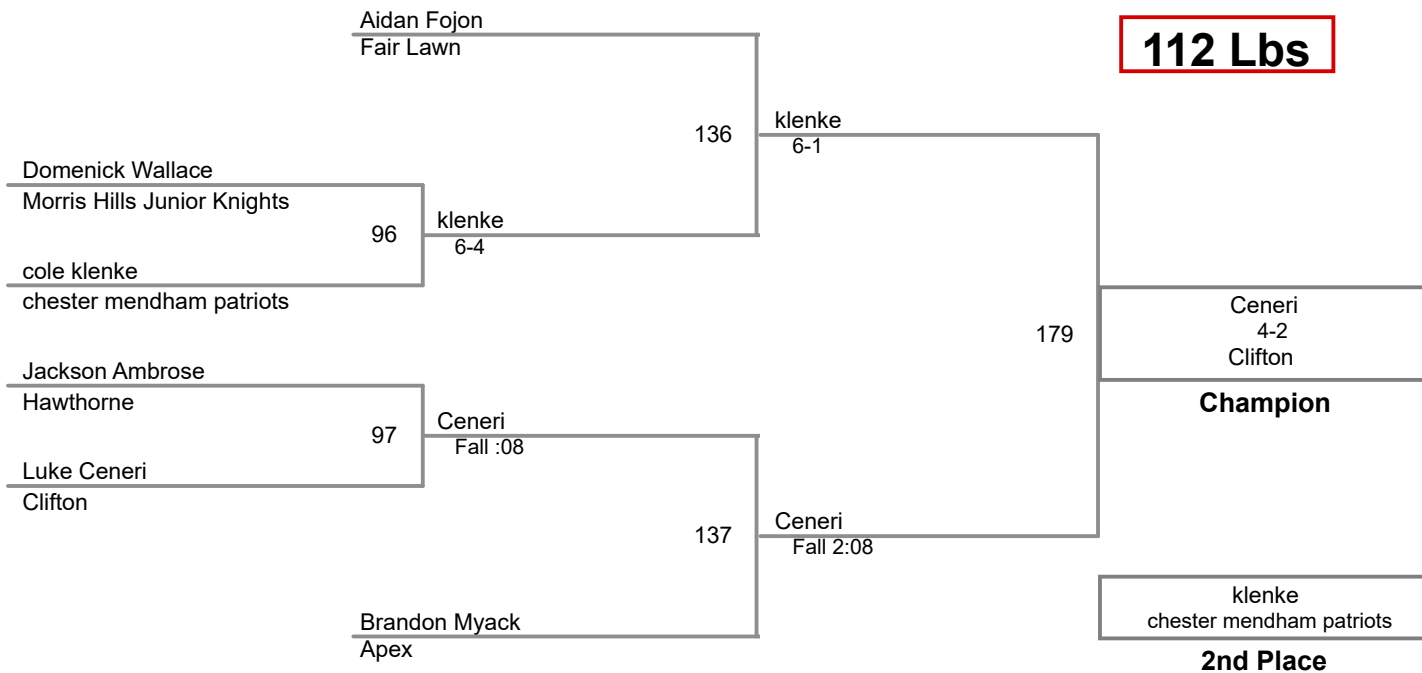 Aidan Fojon
Fair Lawn
112 Lbs
136
klenke
6-1
Domenick Wallace
Morris Hills Junior Knights
96
klenke
6-4
cole klenke
chester mendham patriots
179
Ceneri
4-2
Clifton
Champion
Jackson Ambrose
Hawthorne
97
Ceneri
Fall :08
Luke Ceneri
Clifton
137
Ceneri
Fall 2:08
Brandon Myack
Apex
klenke
chester mendham patriots
2nd Place